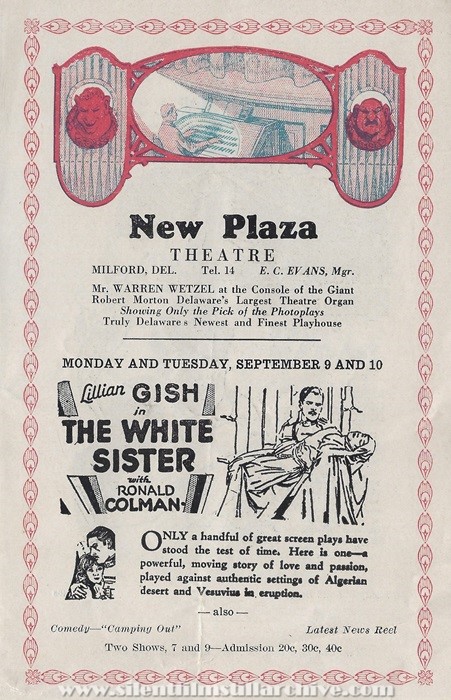 New Plaza
THEATRE
MILFORD, DEL. Tel. 14 E. C. EVANS, Mgr.
Mr. WARREN WETZEL at the Console of the Giant
Robert Morton Delaware's Largest Theatre Organ
Showing Only the Pick of the Photoplays
Truly Delaware s Newest and Finest Playhouse
MONDAY AND TUESDAY, SEPTEMBER 9 AND 10
Lillian GISH
in
THE WHITE
SISTER
with
RONALD
COLMAN
ONLY a handful of great screen plays have
stood the test of time. Here is one—a
powerful, moving story of love and passion,
played against authentic settings of Algerian
desert and Vesuvius in eruption.
—also—
Comedy—"Camping Out" Latest News Reel
Two Shows, 7 and 9—Admission 20c, 30c, 40c
www.silentfilmstillarchive.com